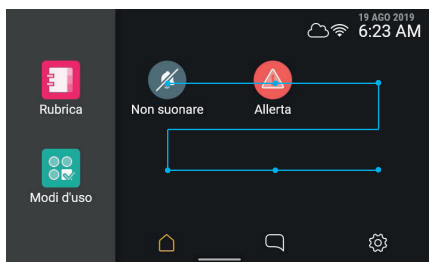 19 AGO 2019
6:23 AM
Rubrica
Non suonare
Allerta
Modi d'uso